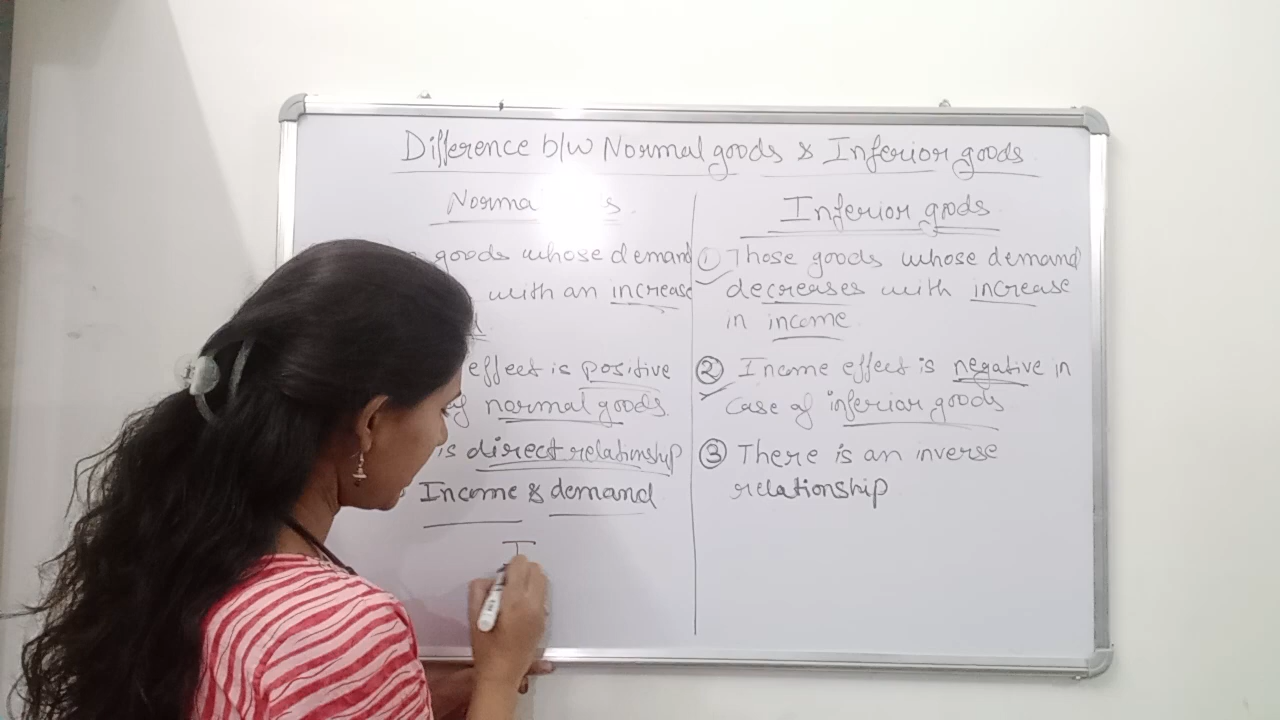 Difference b/w Normal goods & Inferior goods
Norma s
goods whose demand
with an increase
effect is positive
of normal goods.
is direct relationship
Income & demand
I
Inferior goods
① Those goods whose demand
decreases with increase
in income
② Income effect is negative in
case of inferior goods
③ There is an inverse
relationship